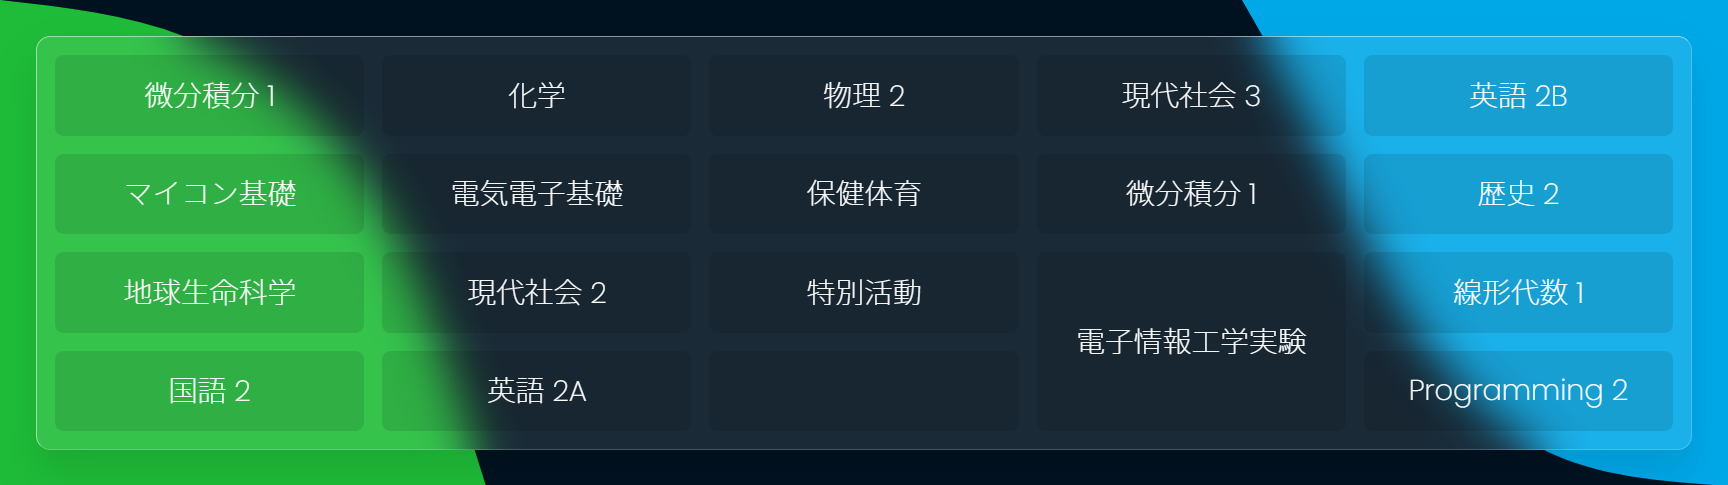 微分積分 1
化学
物理 2
現代社会 3
英語 2B
マイコン基礎
電気電子基礎
保健体育
微分積分 1
歴史 2
地球生命科学
現代社会 2
特別活動
電子情報工学実験
線形代数 1
国語 2
英語 2A
Programming 2